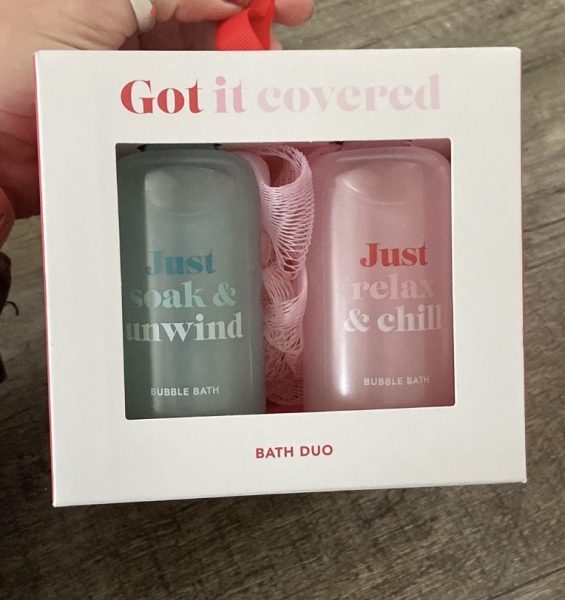 Got it covered
Just
soak &
unwind
BUBBLE BATH
Just
relax
& chill
BUBBLE BATH
BATH DUO